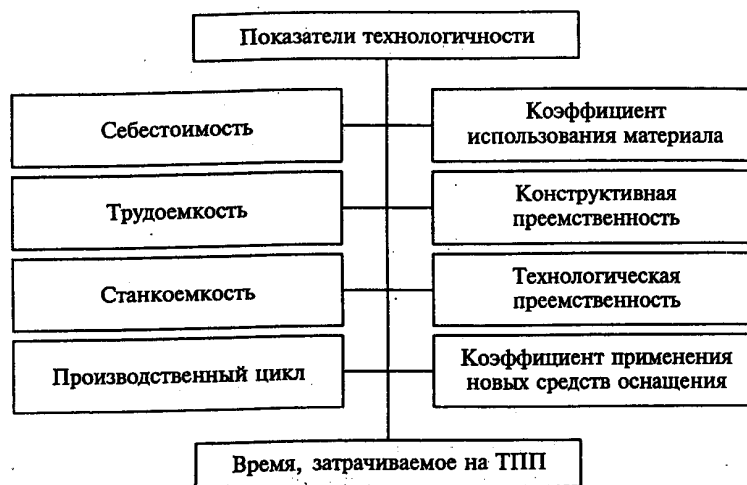 Показатели технологичности
Себестоимость
Коэффициент
использования материала
Трудоемкость
Конструктивная
преемственность
Станкоемкость
Технологическая
преемственность
Производственный цикл
Коэффициент применения
новых средств оснащения
Время, затрачиваемое на ТПП